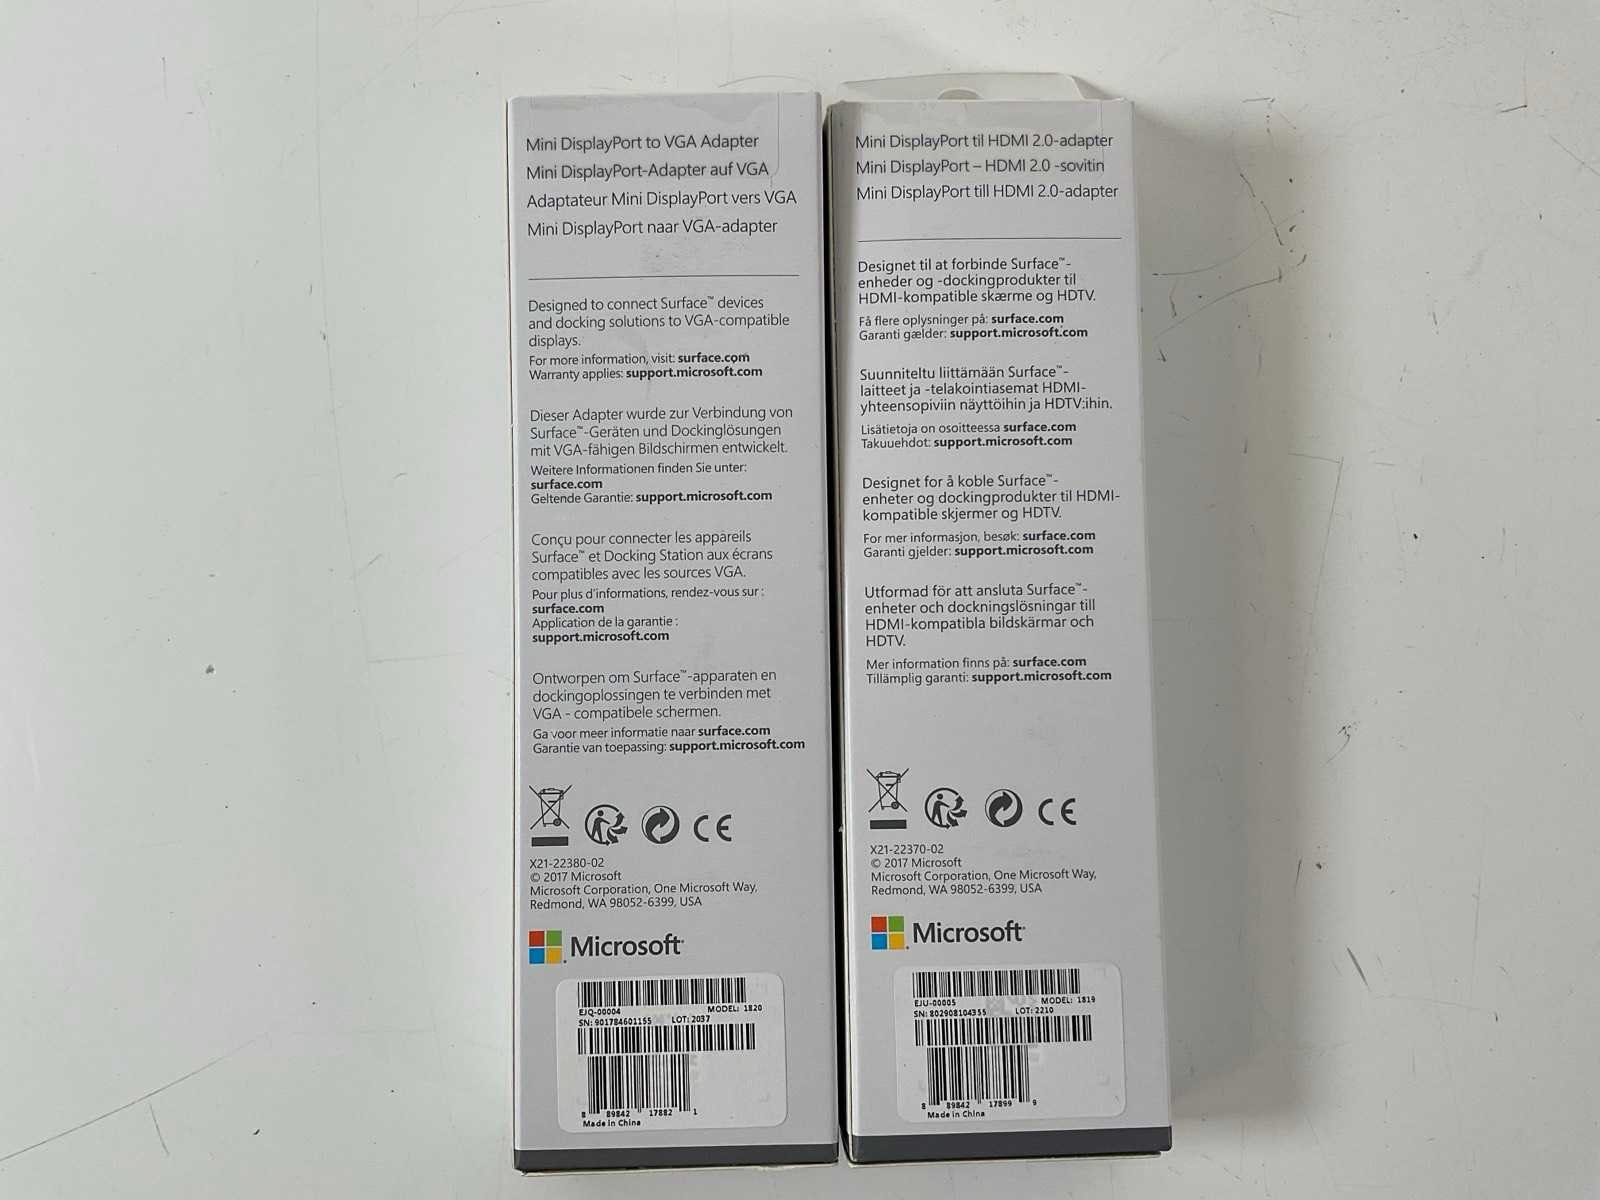 Mini DisplayPort to VGA Adapter
Mini DisplayPort-Adapter auf VGA
Adaptateur Mini DisplayPort vers VGA
Mini DisplayPort naar VGA-adapter
Designed to connect Surface™ devices
and docking solutions to VGA-compatible
displays.
For more information, visit: surface.com
Warranty applies: support.microsoft.com
Dieser Adapter wurde zur Verbindung von
Surface™-Geräten und Dockinglösungen
mit VGA-fähigen Bildschirmen entwickelt.
Weitere Informationen finden Sie unter:
surface.com
Geltende Garantie: support.microsoft.com
Conçu pour connecter les appareils
Surface™ et Docking Station aux écrans
compatibles avec les sources VGA.
Pour plus d'informations, rendez-vous sur :
surface.com
Application de la garantie :
support.microsoft.com
Ontworpen om Surface™-apparaten en
dockingoplossingen te verbinden met
VGA - compatibele schermen.
Ga voor meer informatie naar surface.com
Garantie van toepassing: support.microsoft.com
CE
X21-22380-02
© 2017 Microsoft
Microsoft Corporation, One Microsoft Way,
Redmond, WA 98052-6399, USA
Microsoft
EJQ-00004 MODEL: 1820
SN: 901784601155 LOT: 2037
8 89842 17882 1
Made in China
Mini DisplayPort til HDMI 2.0-adapter
Mini DisplayPort – HDMI 2.0 -sovitin
Mini DisplayPort till HDMI 2.0-adapter
Designet til at forbinde Surface™-
enheder og -dockingprodukter til
HDMI-kompatible skærme og HDTV.
Få flere oplysninger på: surface.com
Garanti gælder: support.microsoft.com
Suunniteltu liittämään Surface™-
laitteet ja -telakointiasemat HDMI-
yhteensopiviin näyttöihin ja HDTV:ihin.
Lisätietoja on osoitteessa surface.com
Takuuehdot: support.microsoft.com
Designet for å koble Surface™-
enheter og dockingprodukter til HDMI-
kompatible skjermer og HDTV.
For mer informasjon, besøk: surface.com
Garanti gjelder: support.microsoft.com
Utformad för att ansluta Surface™-
enheter och dockningslösningar till
HDMI-kompatibla bildskärmar och
HDTV.
Mer information finns på: surface.com
Tillämplig garanti: support.microsoft.com
CE
X21-22370-02
© 2017 Microsoft
Microsoft Corporation, One Microsoft Way,
Redmond, WA 98052-6399, USA
Microsoft
EJU-00005 MODEL: 1819
SN: 802908104355 LOT: 2210
8 89842 17899 9
Made in China